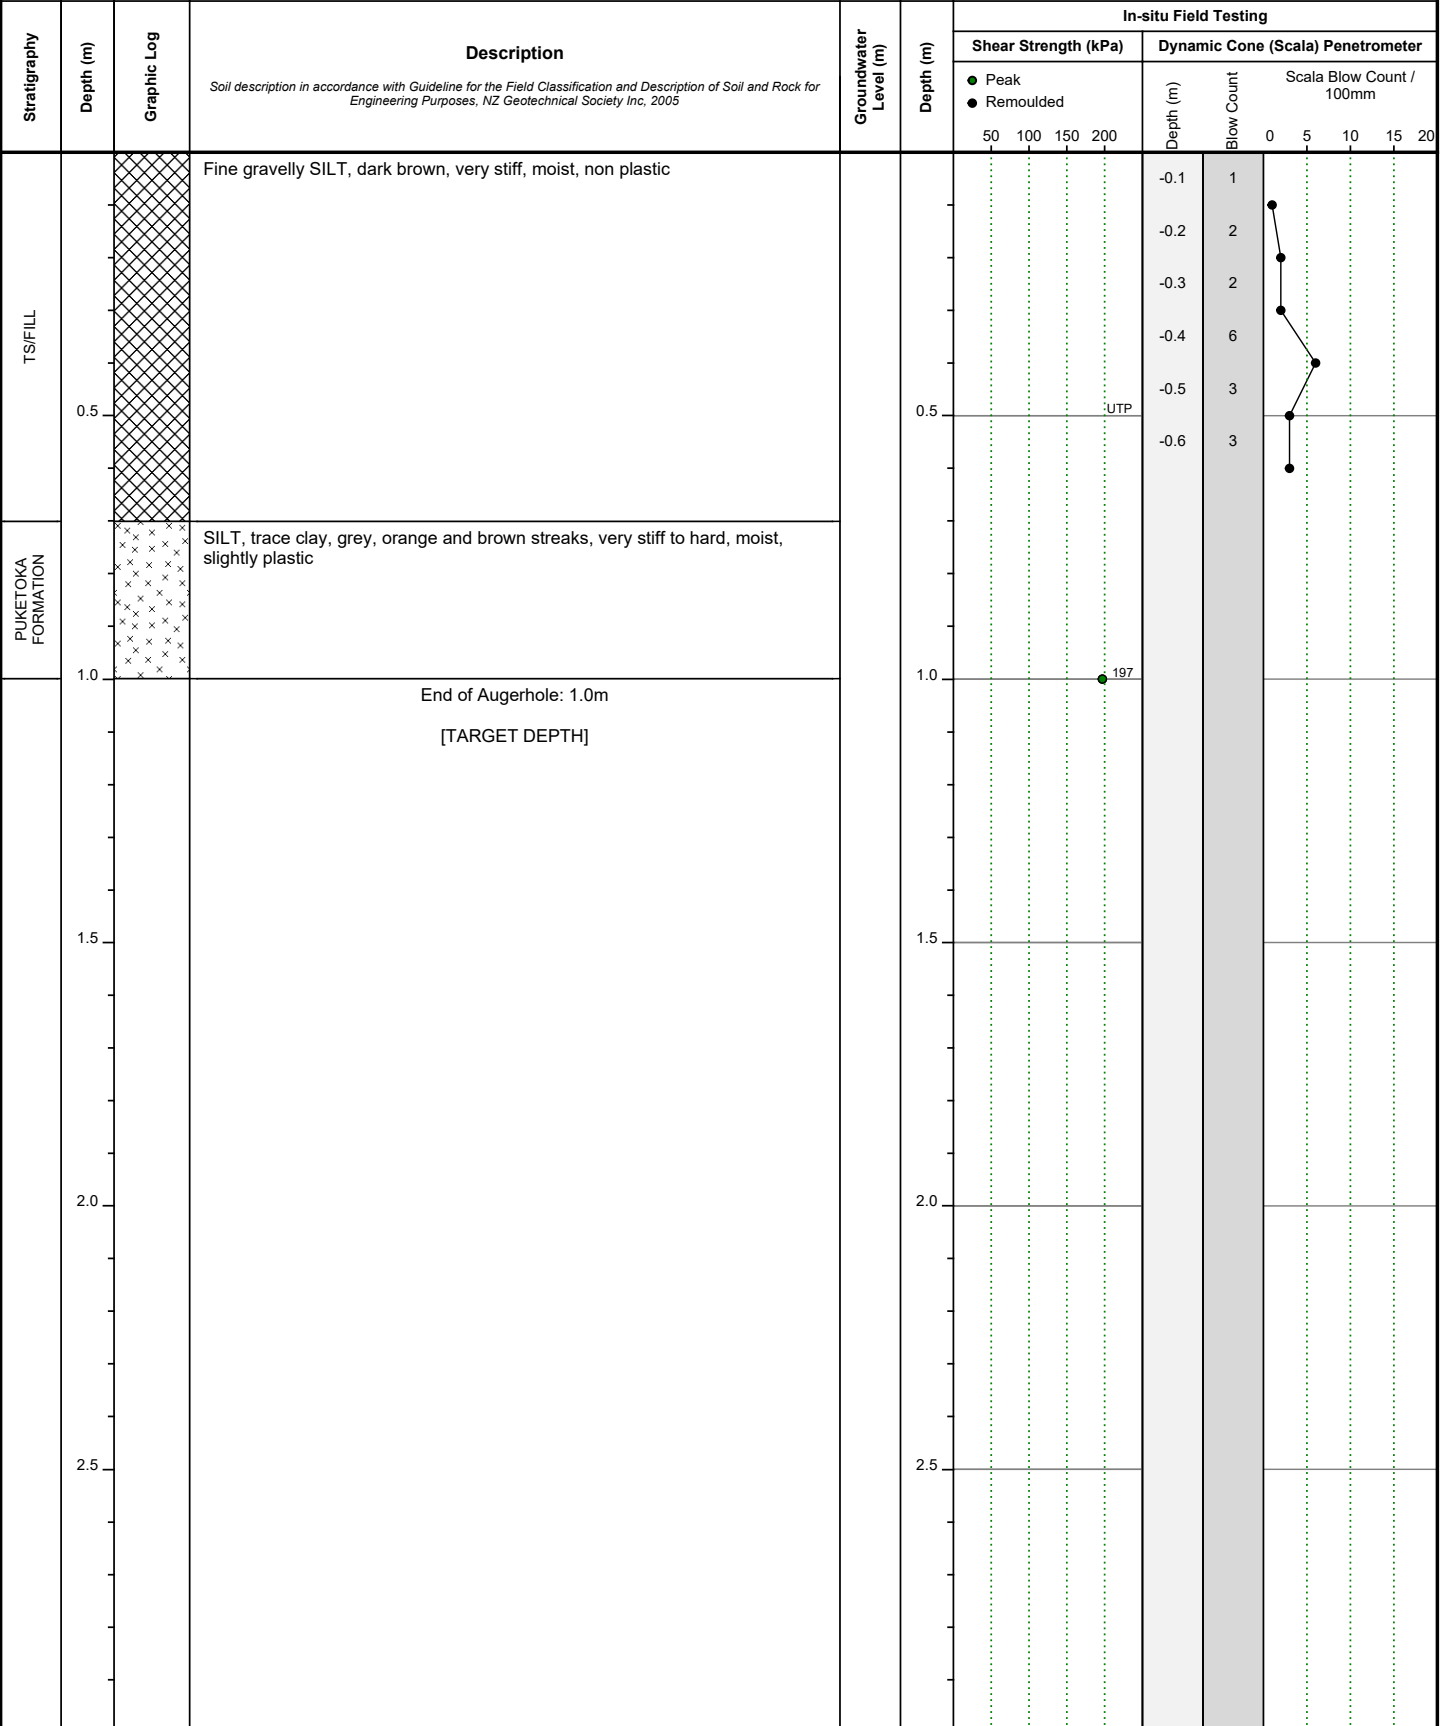 Stratigraphy
Depth (m)
Graphic Log
Description
Soil description in accordance with Guideline for the Field Classification and Description of Soil and Rock for
Engineering Purposes, NZ Geotechnical Society Inc, 2005
Groundwater
Level (m)
Depth (m)
In-situ Field Testing
Shear Strength (kPa)
Peak
Remoulded
50 100 150 200
Dynamic Cone (Scala) Penetrometer
Depth (m)
Blow Count
Scala Blow Count /
100mm
0 5 10 15 20
TS/FILL
Fine gravelly SILT, dark brown, very stiff, moist, non plastic
-0.1 1
-0.2 2
-0.3 2
-0.4 6
-0.5 3
0.5 0.5 UTP
-0.6 3
PUKETOKA
FORMATION
SILT, trace clay, grey, orange and brown streaks, very stiff to hard, moist,
slightly plastic
1.0 1.0 197
End of Augerhole: 1.0m
[TARGET DEPTH]
1.5 1.5
2.0 2.0
2.5 2.5